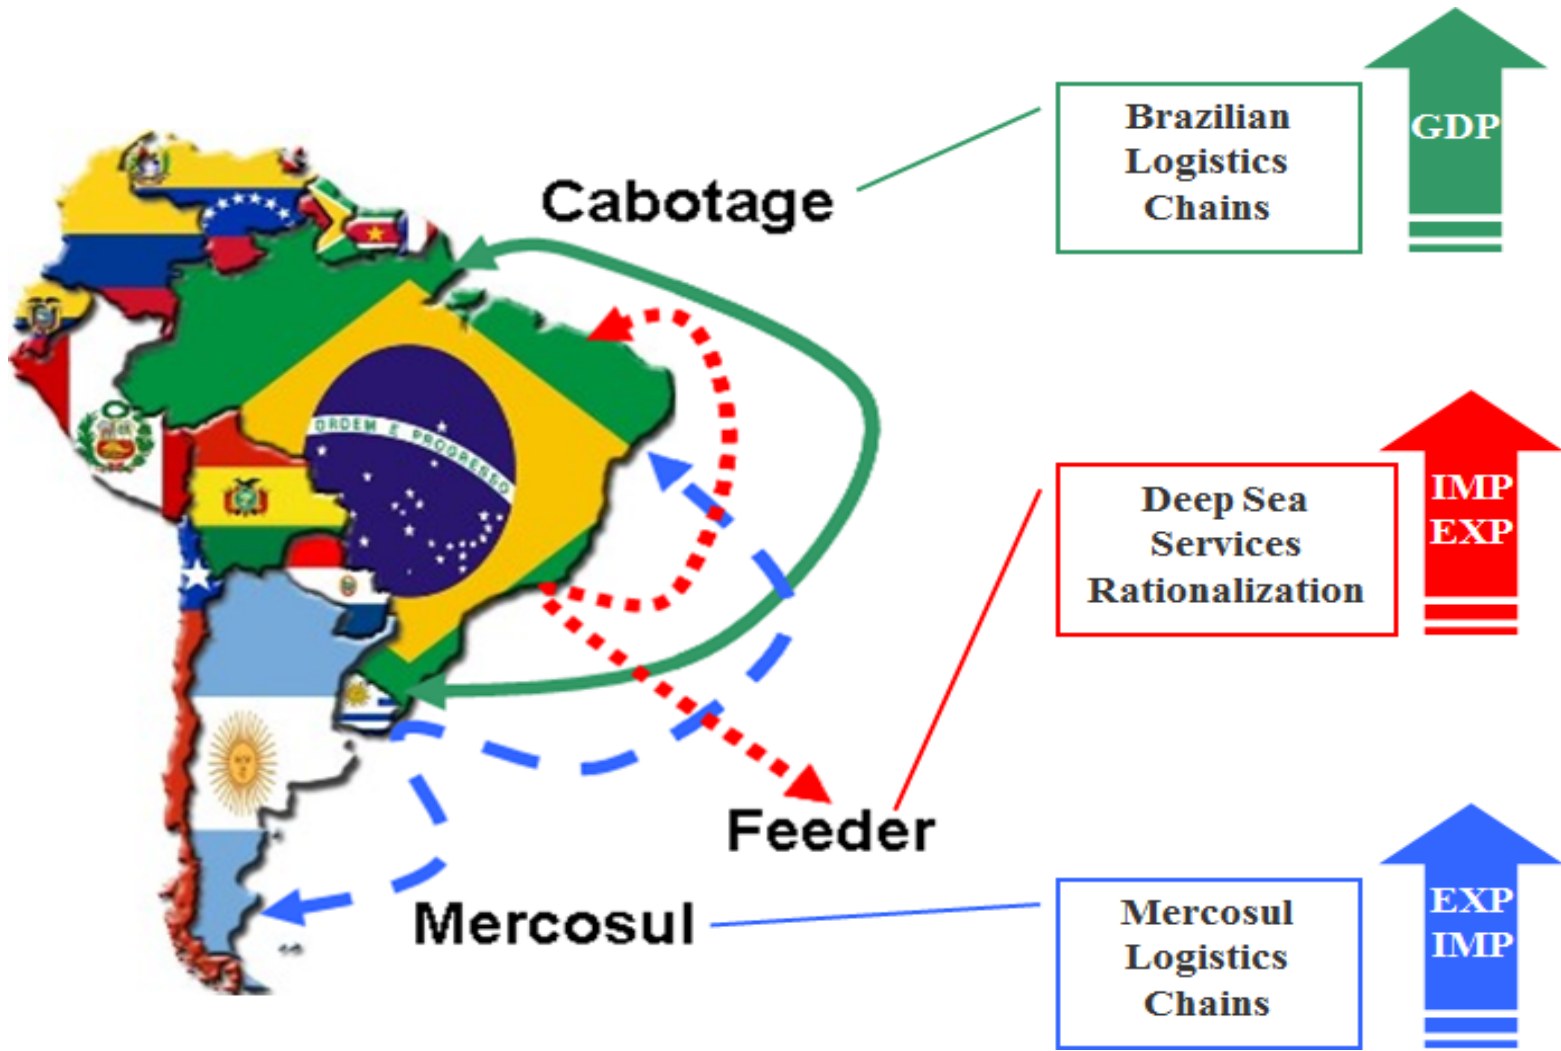 Cabotage
Brazilian
Logistics
Chains
GDP
ORDEM E PROGRESSO
Deep Sea
Services
Rationalization
IMP
EXP
Feeder
Mercosul
Mercosul
Logistics
Chains
EXP
IMP